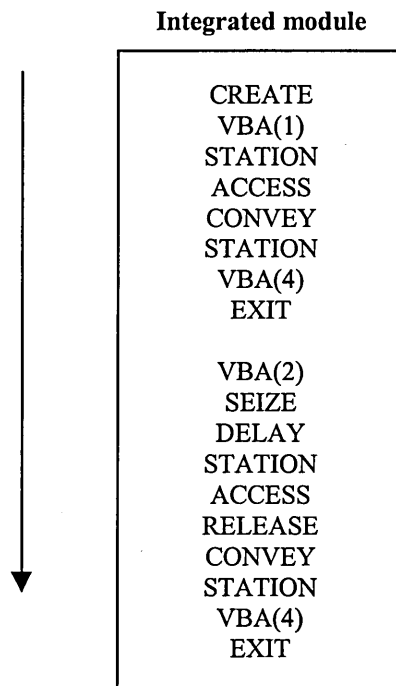 Integrated module
CREATE
VBA(1)
STATION
ACCESS
CONVEY
STATION
VBA(4)
EXIT
VBA(2)
SEIZE
DELAY
STATION
ACCESS
RELEASE
CONVEY
STATION
VBA(4)
EXIT